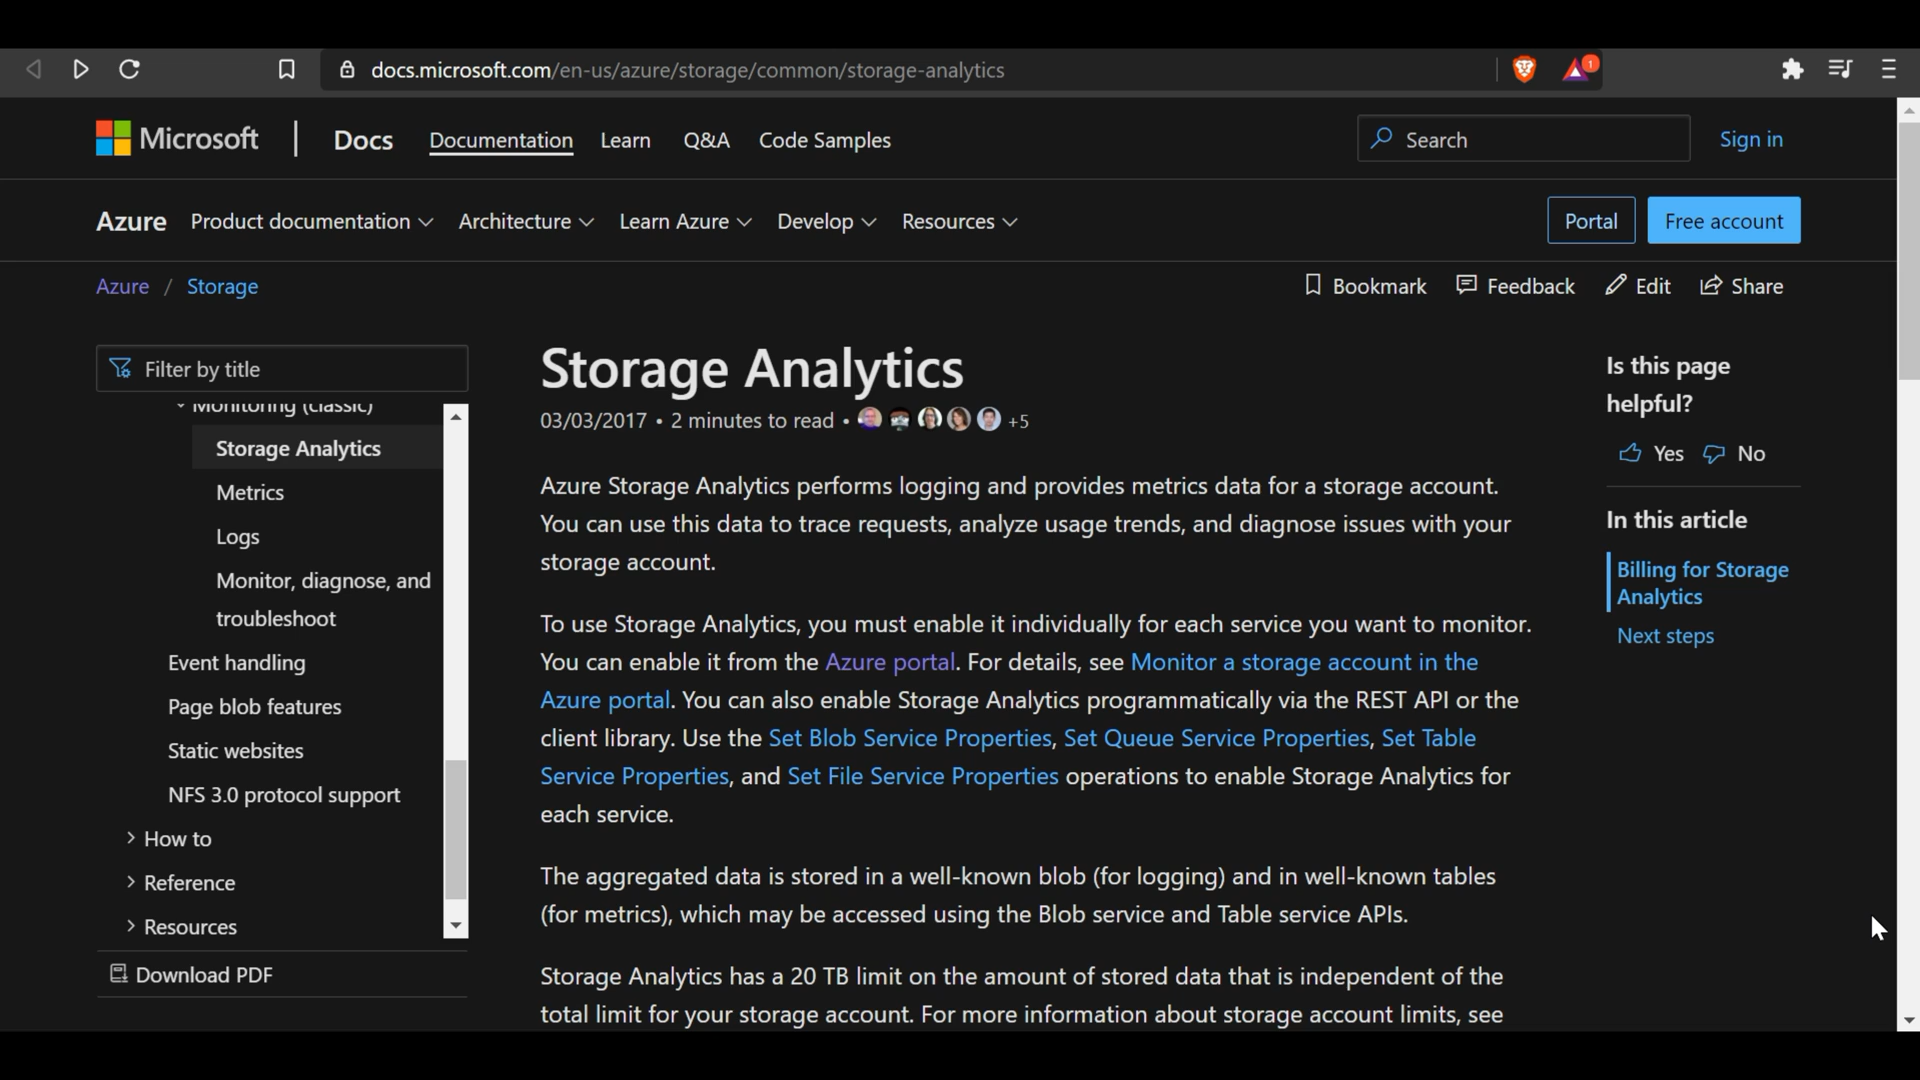 docs.microsoft.com/en-us/azure/storage/common/storage-analytics
1
Microsoft
Docs
Documentation
Learn
Q&A
Code Samples
Search
Sign in
Azure
Product documentation
Architecture
Learn Azure
Develop
Resources
Portal
Free account
Azure / Storage
Bookmark
Feedback
Edit
Share
Filter by title
Monitoring (classic)
Storage Analytics
Metrics
Logs
Monitor, diagnose, and
troubleshoot
Event handling
Page blob features
Static websites
NFS 3.0 protocol support
How to
Reference
Resources
Download PDF
Storage Analytics
03/03/2017 • 2 minutes to read • +5
Azure Storage Analytics performs logging and provides metrics data for a storage account.
You can use this data to trace requests, analyze usage trends, and diagnose issues with your
storage account.
To use Storage Analytics, you must enable it individually for each service you want to monitor.
You can enable it from the Azure portal. For details, see Monitor a storage account in the
Azure portal. You can also enable Storage Analytics programmatically via the REST API or the
client library. Use the Set Blob Service Properties, Set Queue Service Properties, Set Table
Service Properties, and Set File Service Properties operations to enable Storage Analytics for
each service.
The aggregated data is stored in a well-known blob (for logging) and in well-known tables
(for metrics), which may be accessed using the Blob service and Table service APIs.
Storage Analytics has a 20 TB limit on the amount of stored data that is independent of the
total limit for your storage account. For more information about storage account limits, see
Is this page
helpful?
Yes
No
In this article
Billing for Storage
Analytics
Next steps